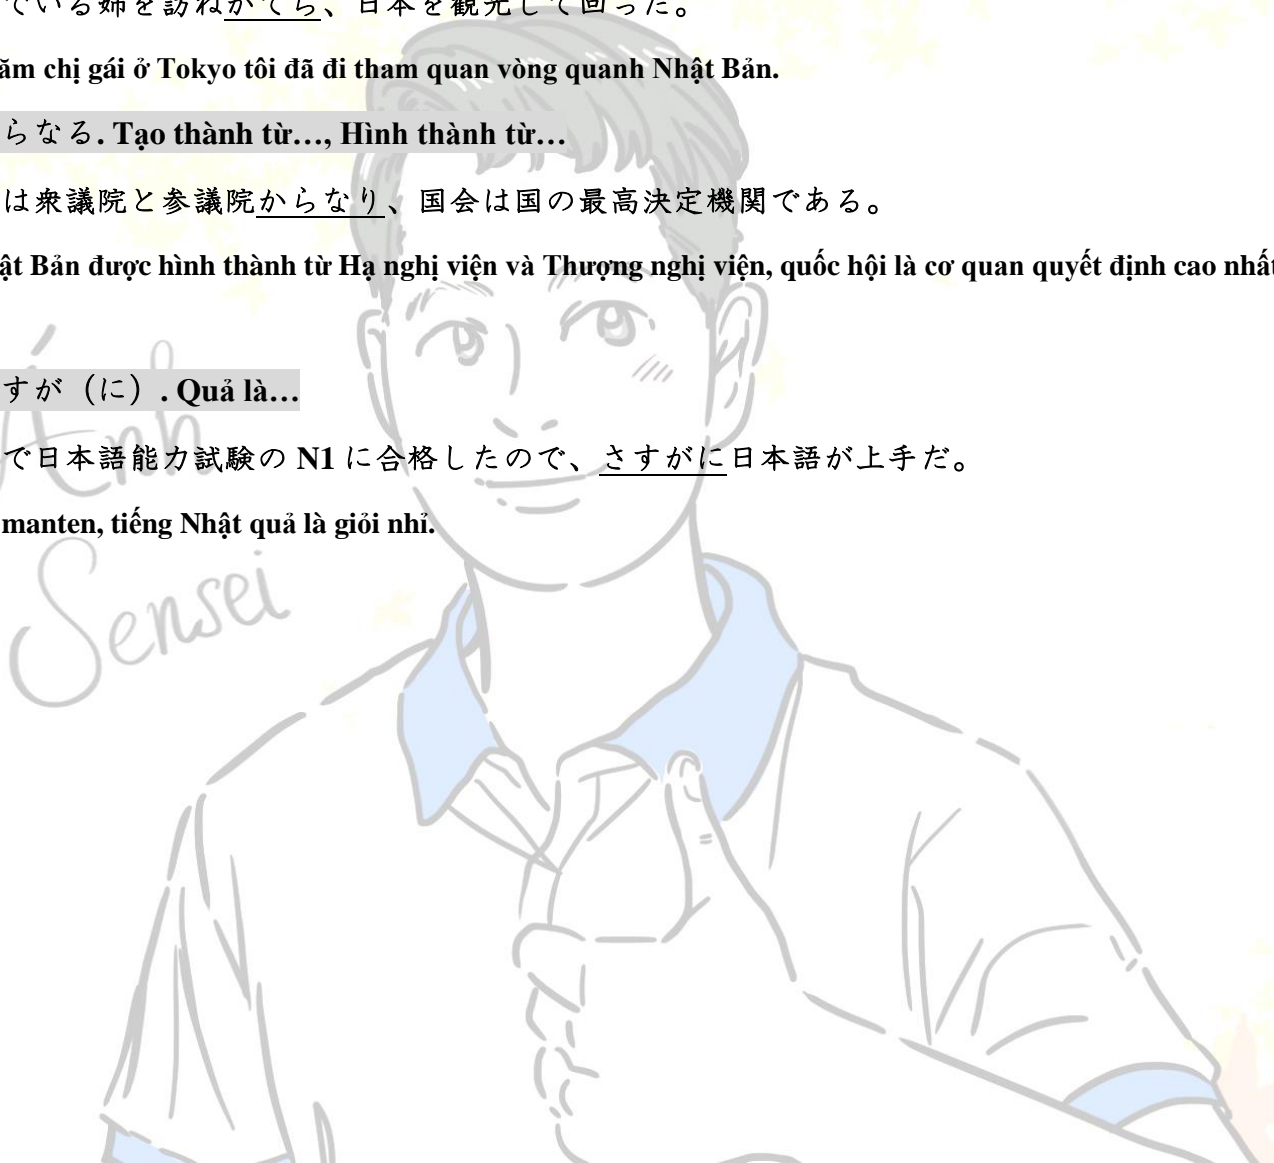 でいる姉を訪ねがてら、日本を観光して回った。
ăm chị gái ở Tokyo tôi đã đi tham quan vòng quanh Nhật Bản.
らなる. Tạo thành từ…, Hình thành từ…
は衆議院と参議院からなり、国会は国の最高決定機関である。
ật Bản được hình thành từ Hạ nghị viện và Thượng nghị viện, quốc hội là cơ quan quyết định cao nhất
すが（に）. Quả là…
で日本語能力試験の N1 に合格したので、さすがに日本語が上手だ。
manten, tiếng Nhật quả là giỏi nhỉ.
Ánh
Sensei